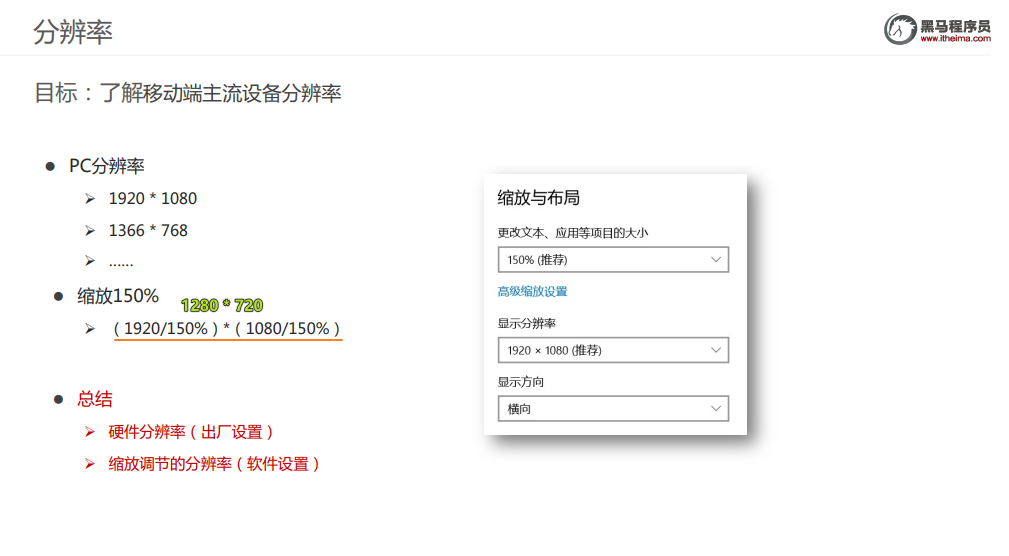 分辨率
黑马程序员
www.itheima.com
目标：了解移动端主流设备分辨率
PC分辨率
1920 * 1080
1366 * 768
……
缩放150%
1280 * 720
（1920/150%）*（1080/150%）
总结
硬件分辨率（出厂设置）
缩放调节的分辨率（软件设置）
缩放与布局
更改文本、应用等项目的大小
150% (推荐)
高级缩放设置
显示分辨率
1920 × 1080 (推荐)
显示方向
横向